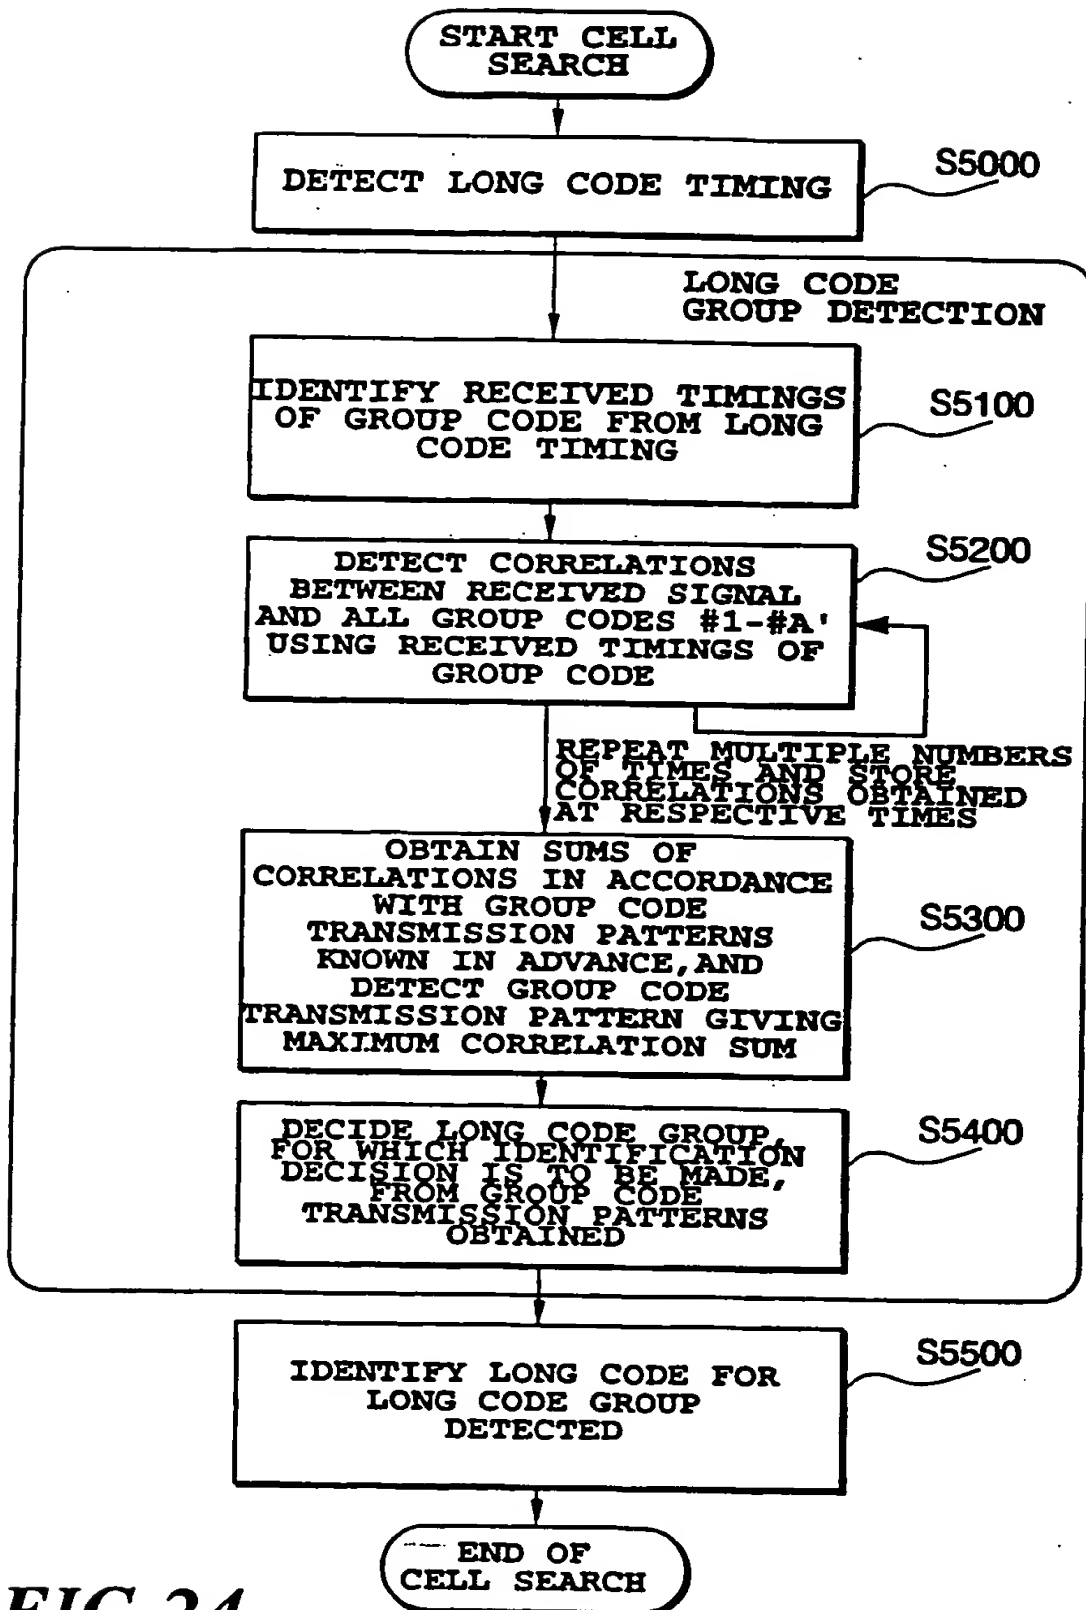 START CELL
SEARCH
DETECT LONG CODE TIMING
S5000
LONG CODE
GROUP DETECTION
IDENTIFY RECEIVED TIMINGS
OF GROUP CODE FROM LONG
CODE TIMING
S5100
DETECT CORRELATIONS
BETWEEN RECEIVED SIGNAL
AND ALL GROUP CODES #1-#A'
USING RECEIVED TIMINGS OF
GROUP CODE
S5200
REPEAT MULTIPLE NUMBERS
OF TIMES AND STORE
CORRELATIONS OBTAINED
AT RESPECTIVE TIMES
OBTAIN SUMS OF
CORRELATIONS IN ACCORDANCE
WITH GROUP CODE
TRANSMISSION PATTERNS
KNOWN IN ADVANCE,AND
DETECT GROUP CODE
TRANSMISSION PATTERN GIVING
MAXIMUM CORRELATION SUM
S5300
DECIDE LONG CODE GROUP,
FOR WHICH IDENTIFICATION
DECISION IS TO BE MADE,
FROM GROUP CODE
TRANSMISSION PATTERNS
OBTAINED
S5400
IDENTIFY LONG CODE FOR
LONG CODE GROUP
DETECTED
S5500
END OF
CELL SEARCH
FIG 24